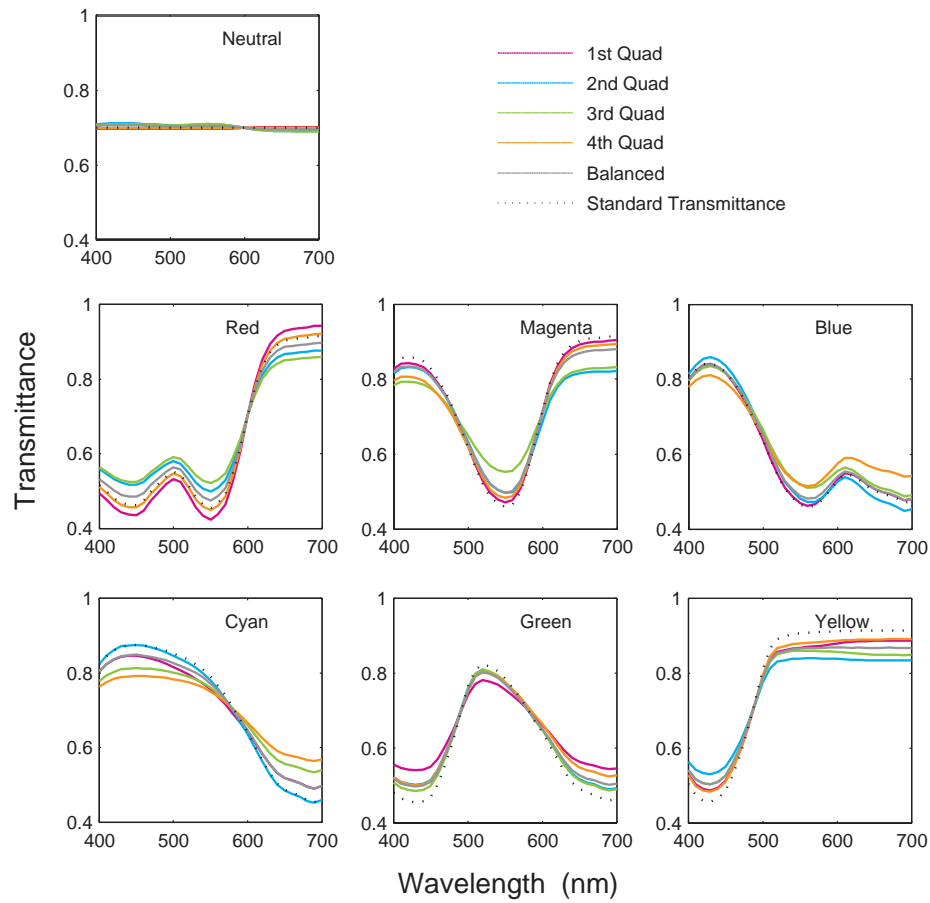 Neutral
1
0.8
0.6
0.4
400 500 600 700
1st Quad
2nd Quad
3rd Quad
4th Quad
Balanced
Standard Transmittance
Transmittance
Red
1
0.8
0.6
0.4
400 500 600 700
Magenta
1
0.8
0.6
0.4
400 500 600 700
Blue
1
0.8
0.6
0.4
400 500 600 700
Cyan
1
0.8
0.6
0.4
400 500 600 700
Green
1
0.8
0.6
0.4
400 500 600 700
Yellow
1
0.8
0.6
0.4
400 500 600 700
Wavelength (nm)